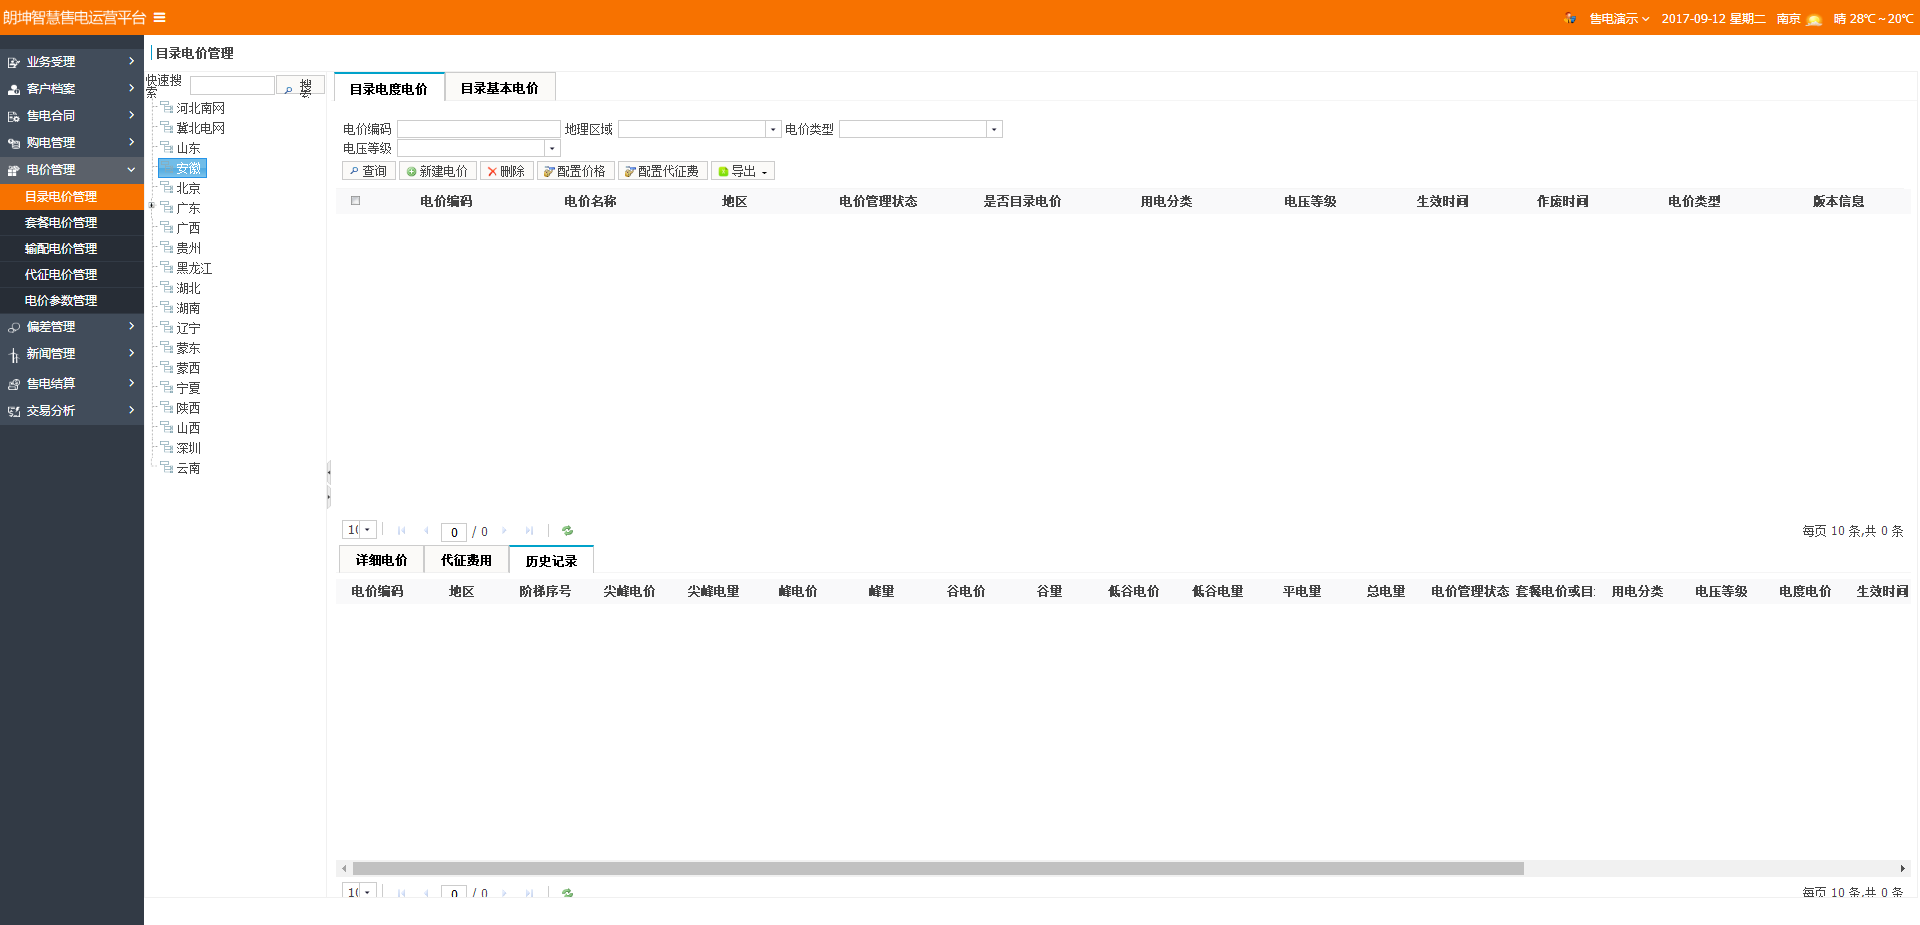 朗坤智慧售电运营平台
售电演示 2017-09-12 星期二 南京 晴 28℃～20℃
业务受理
客户档案
售电合同
购电管理
电价管理
目录电价管理
套餐电价管理
输配电价管理
代征电价管理
电价参数管理
偏差管理
新闻管理
售电结算
交易分析
目录电价管理
快速搜索 搜索
河北南网
冀北电网
山东
安徽
北京
广东
广西
贵州
黑龙江
湖北
湖南
辽宁
蒙东
蒙西
宁夏
陕西
山西
深圳
云南
目录电度电价 目录基本电价
电价编码 地理区域 电价类型
电压等级
查询 新建电价 删除 配置价格 配置代征费 导出
电价编码 电价名称 地区 电价管理状态 是否目录电价 用电分类 电压等级 生效时间 作废时间 电价类型 版本信息
10 0 / 0 每页 10 条,共 0 条
详细电价 代征费用 历史记录
电价编码 地区 阶梯序号 尖峰电价 尖峰电量 峰电价 峰量 谷电价 谷量 低谷电价 低谷电量 平电量 总电量 电价管理状态 套餐电价或目 用电分类 电压等级 电度电价 生效时间
10 0 / 0 每页 10 条,共 0 条